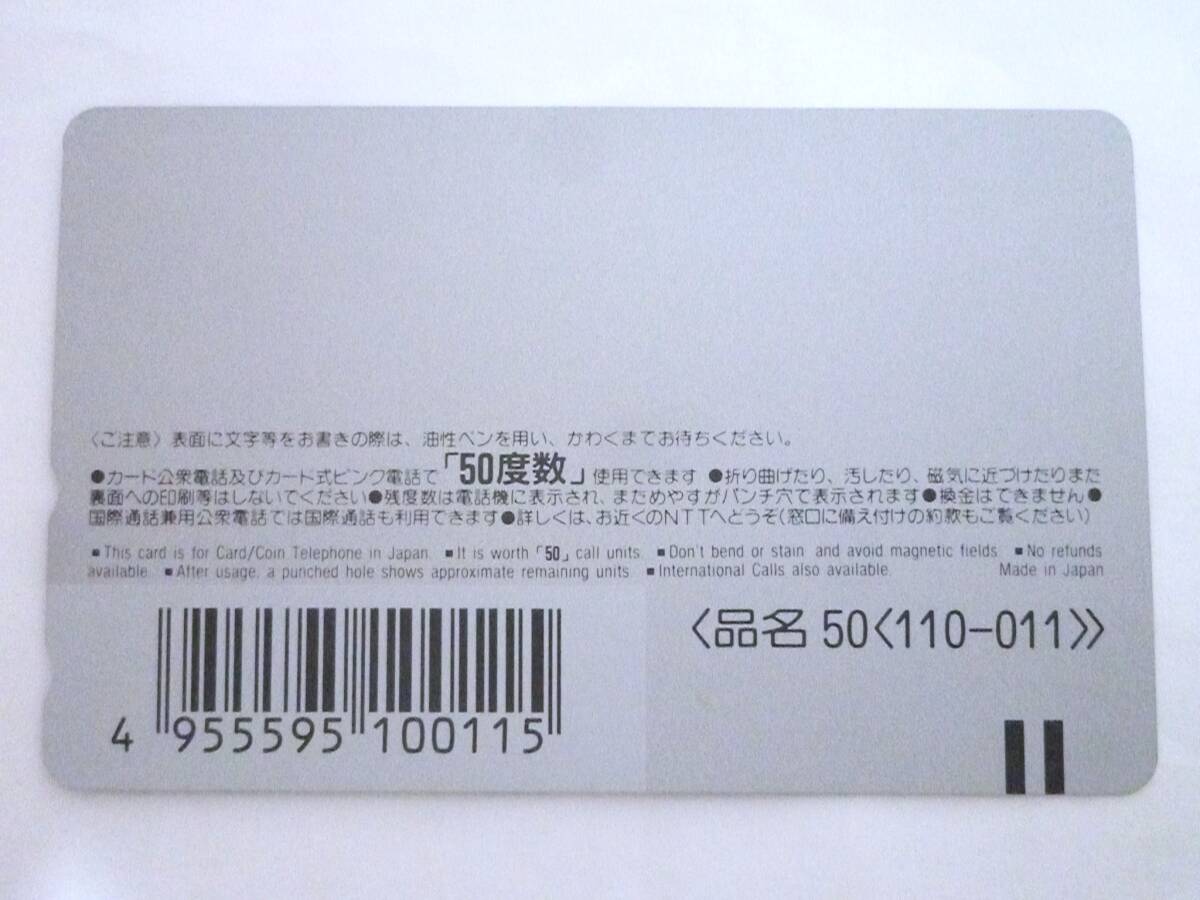 〈ご注意〉表面に文字等をお書きの際は、油性ペンを用い、かわくまでお待ちください。
●カード公衆電話及びカード式ピンク電話で「50度数」使用できます ●折り曲げたり、汚したり、磁気に近づけたりまた
裏面への印刷等はしないでください●残度数は電話機に表示され、まためやすがパンチ穴で表示されます●換金はできません●
国際通話兼用公衆電話では国際通話も利用できます●詳しくは、お近くのNTTへどうぞ(窓口に備え付けの約款もご覧ください)
■This card is for Card/Coin Telephone in Japan. ■It is worth「50」call units. ■Don't bend or stain and avoid magnetic fields. ■No refunds
available. ■After usage, a punched hole shows approximate remaining units. ■International Calls also available. Made in Japan
〈品名 50〈110-011〉〉
4 955595 100115